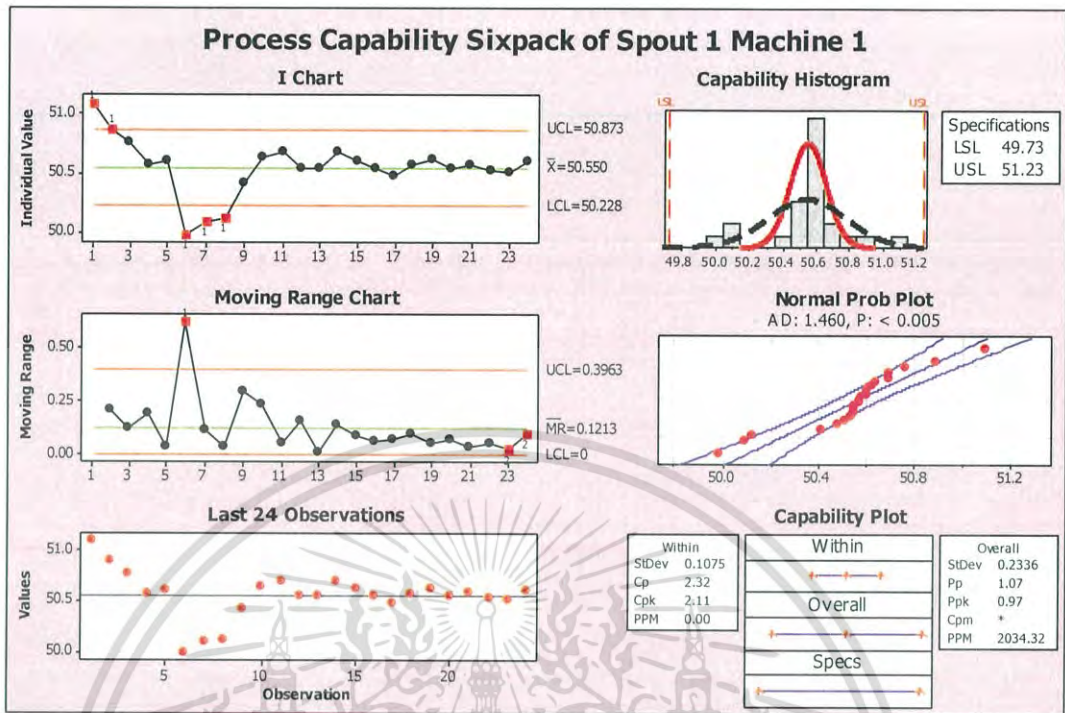 Process Capability Sixpack of Spout 1 Machine 1
I Chart
Individual Value
51.0
50.5
50.0
1
1
1
1
UCL=50.873
X=50.550
LCL=50.228
1 3 5 7 9 11 13 15 17 19 21 23
Capability Histogram
LSL
USL
49.8 50.0 50.2 50.4 50.6 50.8 51.0 51.2
Specifications
LSL 49.73
USL 51.23
Moving Range Chart
Moving Range
0.50
0.25
0.00
1
2
UCL=0.3963
MR=0.1213
LCL=0
1 3 5 7 9 11 13 15 17 19 21 23
Normal Prob Plot
AD: 1.460, P: < 0.005
50.0 50.4 50.8 51.2
Last 24 Observations
Values
51.0
50.5
50.0
5 10 15 20
Observation
Capability Plot
Within
StDev 0.1075
Cp 2.32
Cpk 2.11
PPM 0.00
Within
Overall
Specs
Overall
StDev 0.2336
Pp 1.07
Ppk 0.97
Cpm *
PPM 2034.32